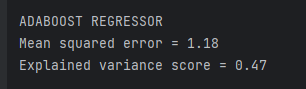 ADABOOST REGRESSOR
Mean squared error = 1.18
Explained variance score = 0.47